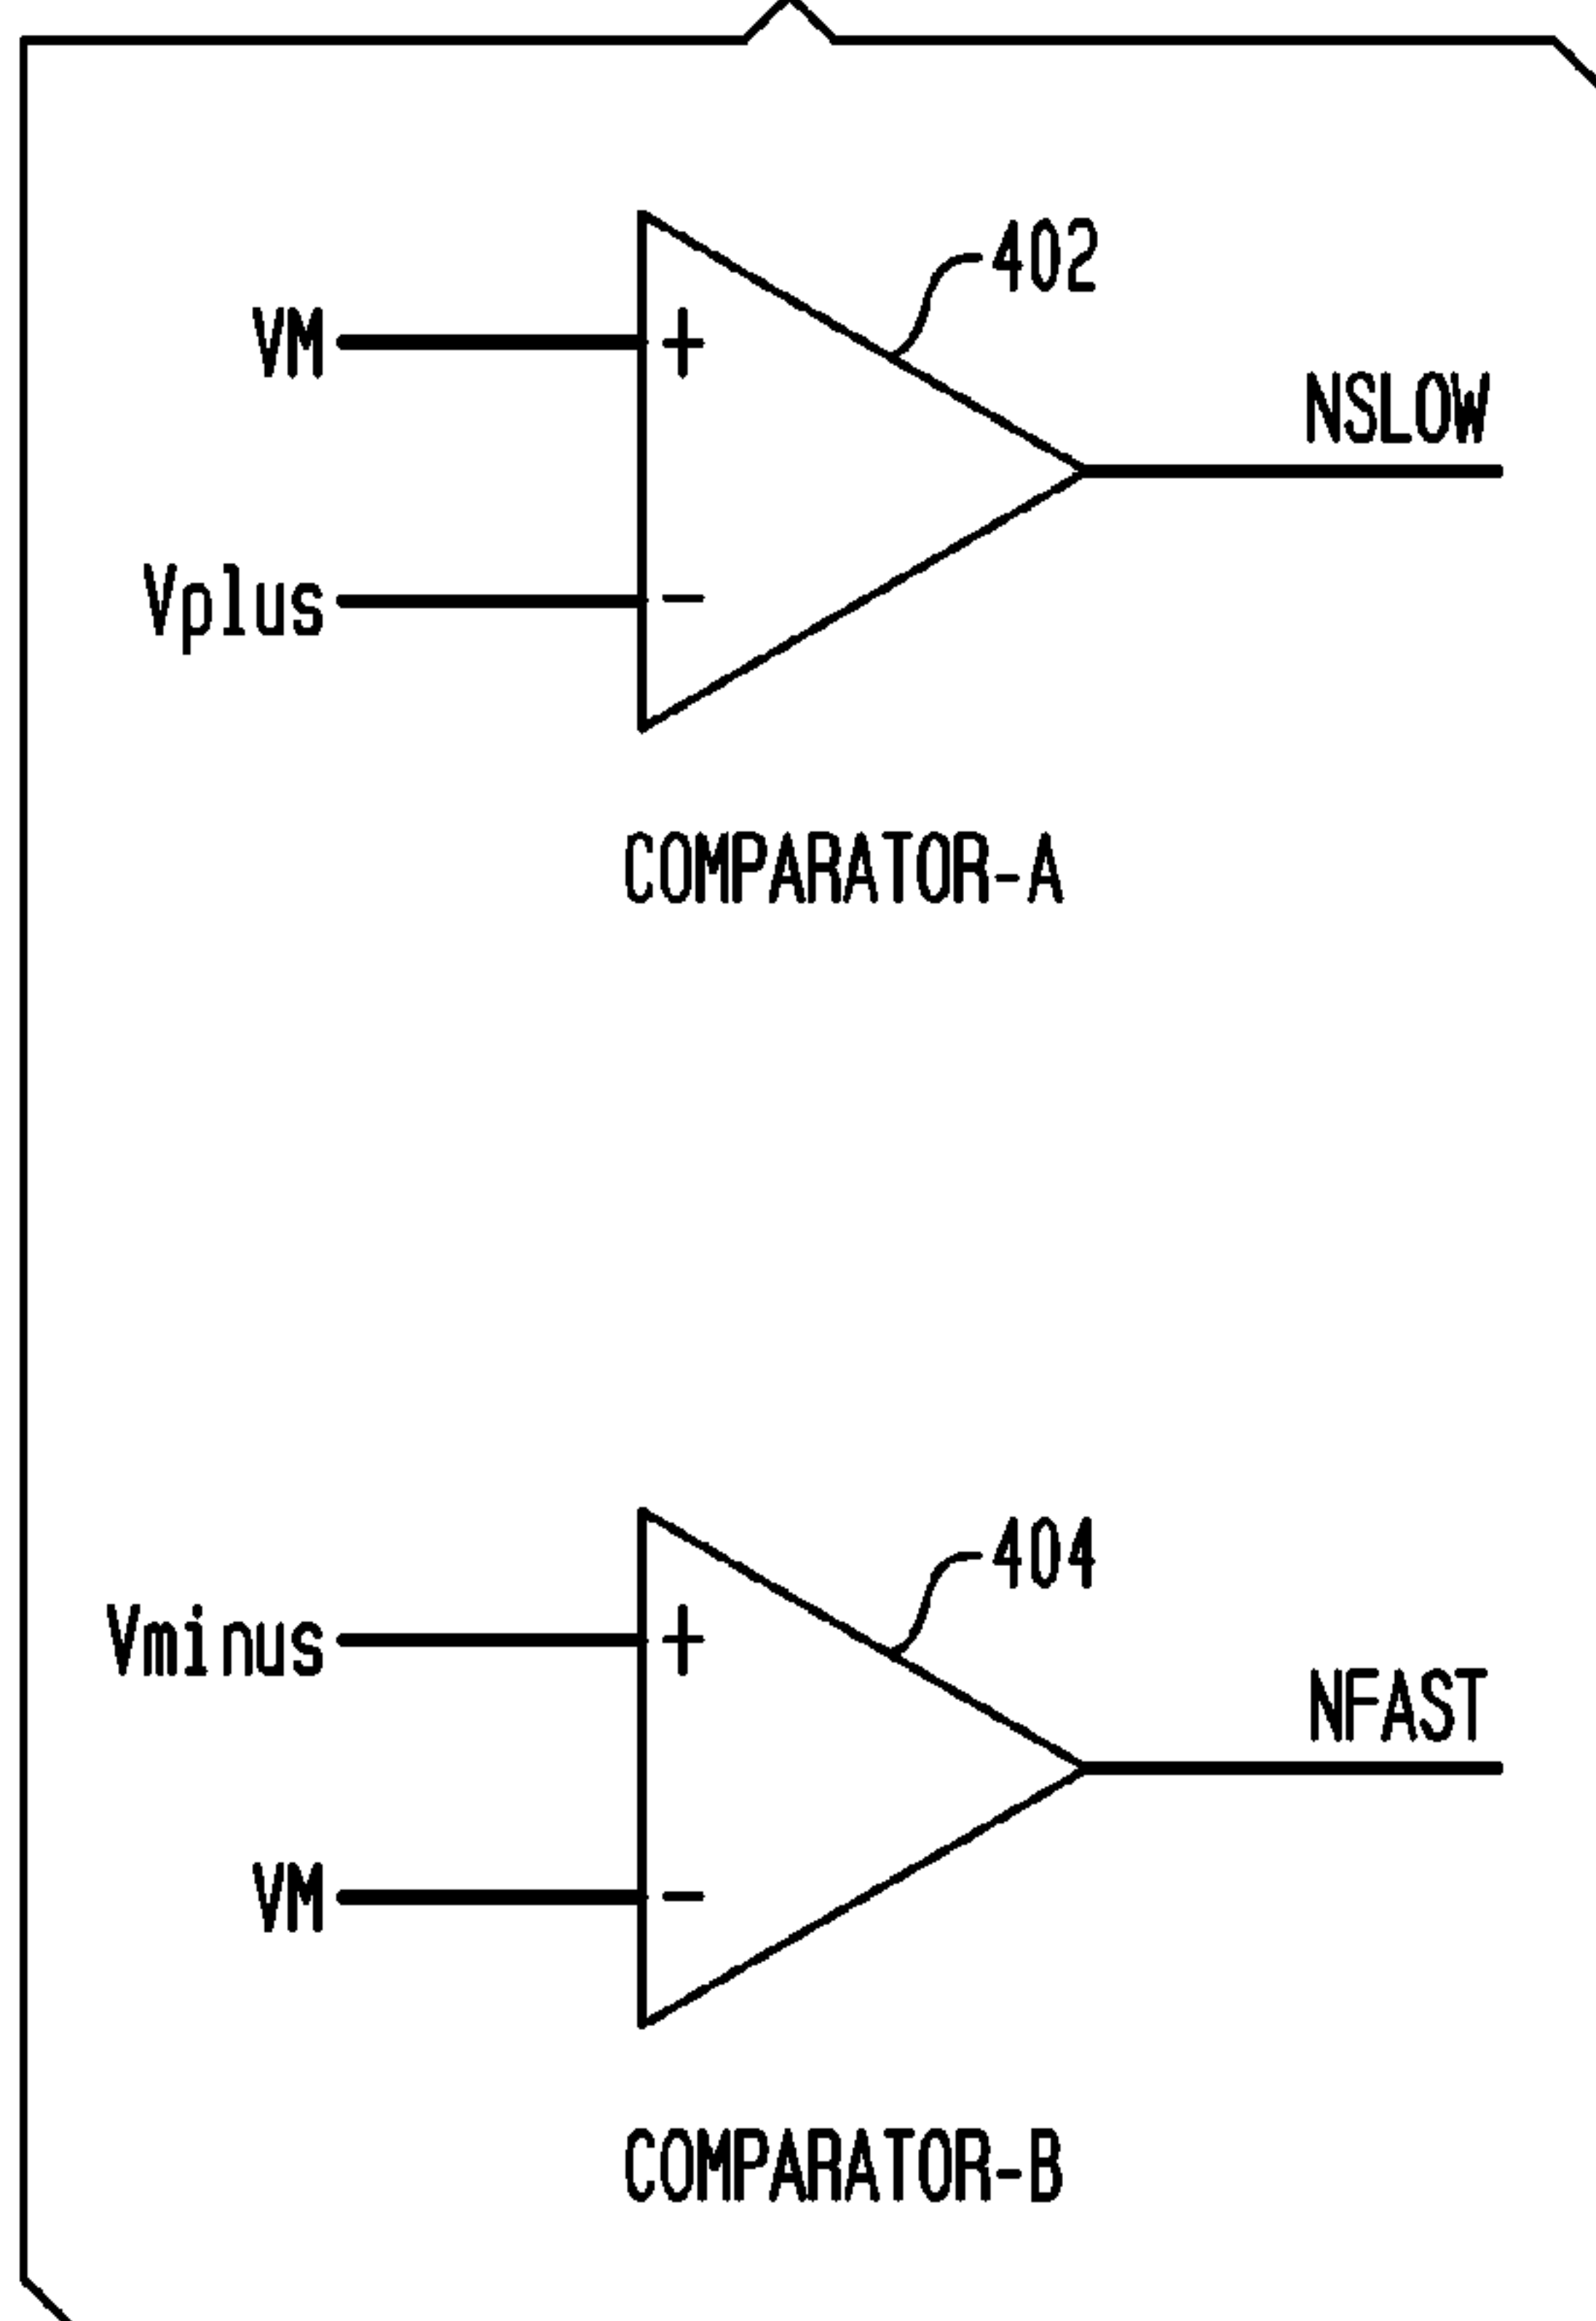 402
VM
+
NSLOW
Vplus
−
COMPARATOR-A
404
Vminus
+
NFAST
VM
−
COMPARATOR-B